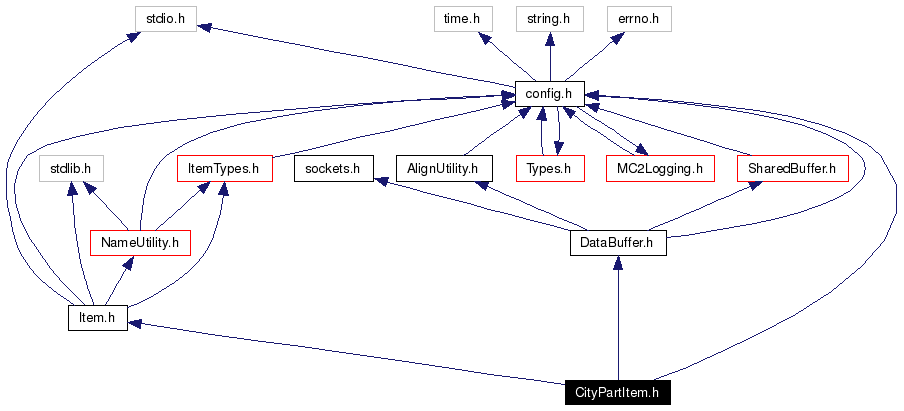 stdio.h
time.h
string.h
errno.h
config.h
stdlib.h
ItemTypes.h
sockets.h
AlignUtility.h
Types.h
MC2Logging.h
SharedBuffer.h
NameUtility.h
DataBuffer.h
Item.h
CityPartItem.h